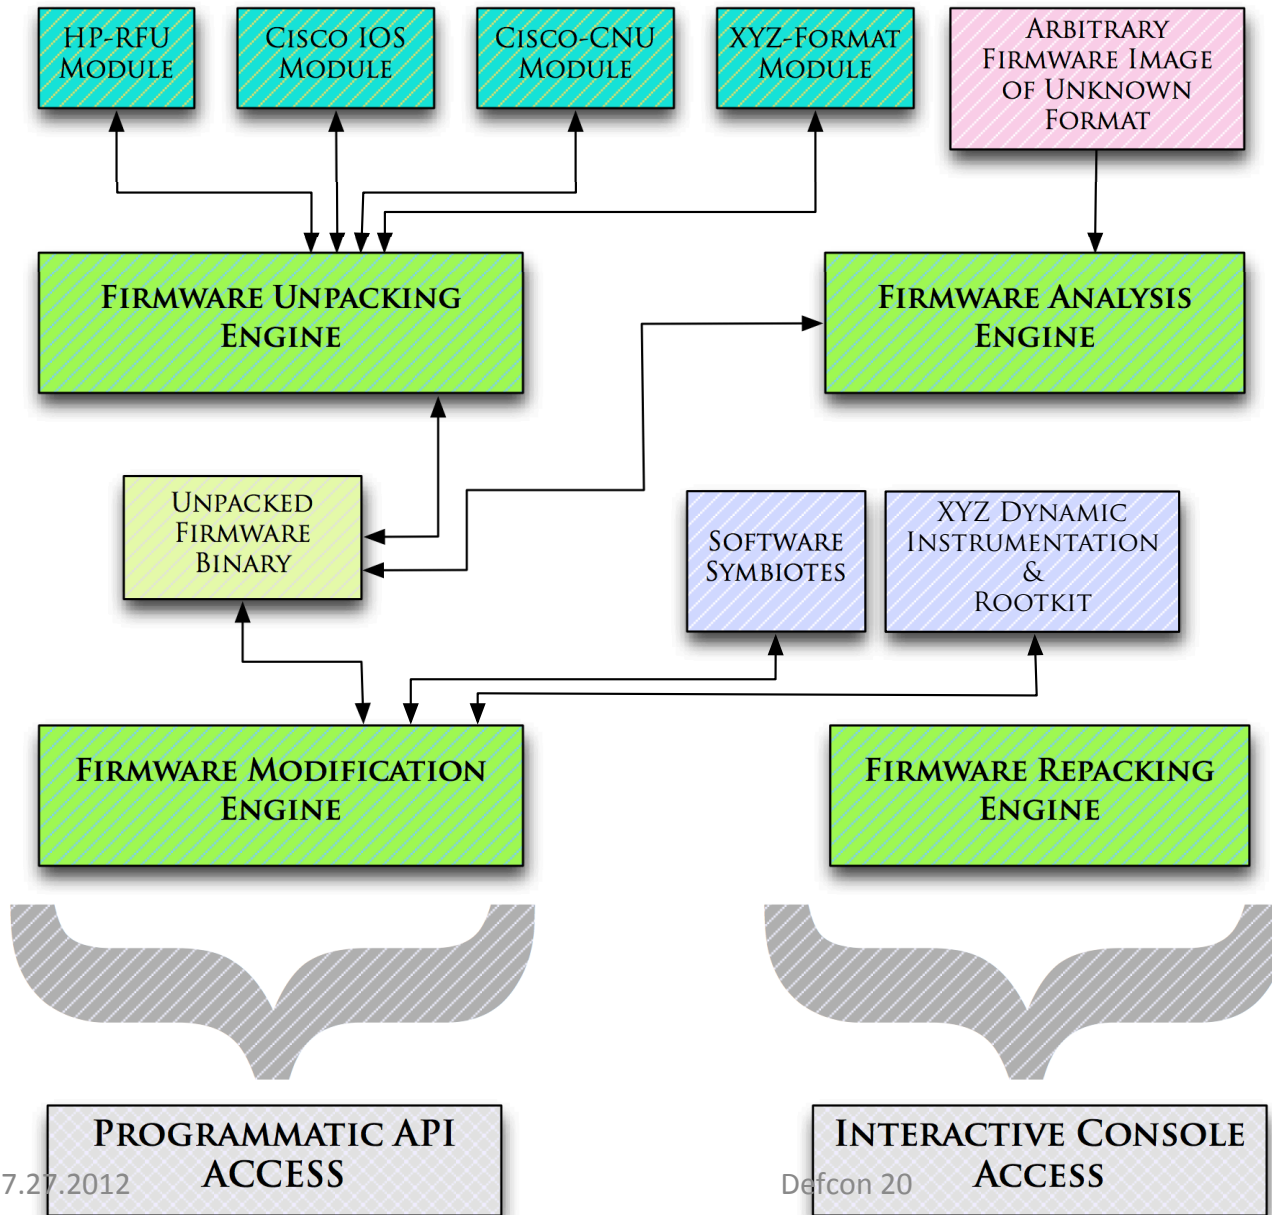 HP-RFU
MODULE
CISCO IOS
MODULE
CISCO-CNU
MODULE
XYZ-FORMAT
MODULE
ARBITRARY
FIRMWARE IMAGE
OF UNKNOWN
FORMAT
FIRMWARE UNPACKING
ENGINE
FIRMWARE ANALYSIS
ENGINE
UNPACKED
FIRMWARE
BINARY
SOFTWARE
SYMBIOTES
XYZ DYNAMIC
INSTRUMENTATION
&
ROOTKIT
FIRMWARE MODIFICATION
ENGINE
FIRMWARE REPACKING
ENGINE
PROGRAMMATIC API
ACCESS
INTERACTIVE CONSOLE
ACCESS
7.27.2012
Defcon 20